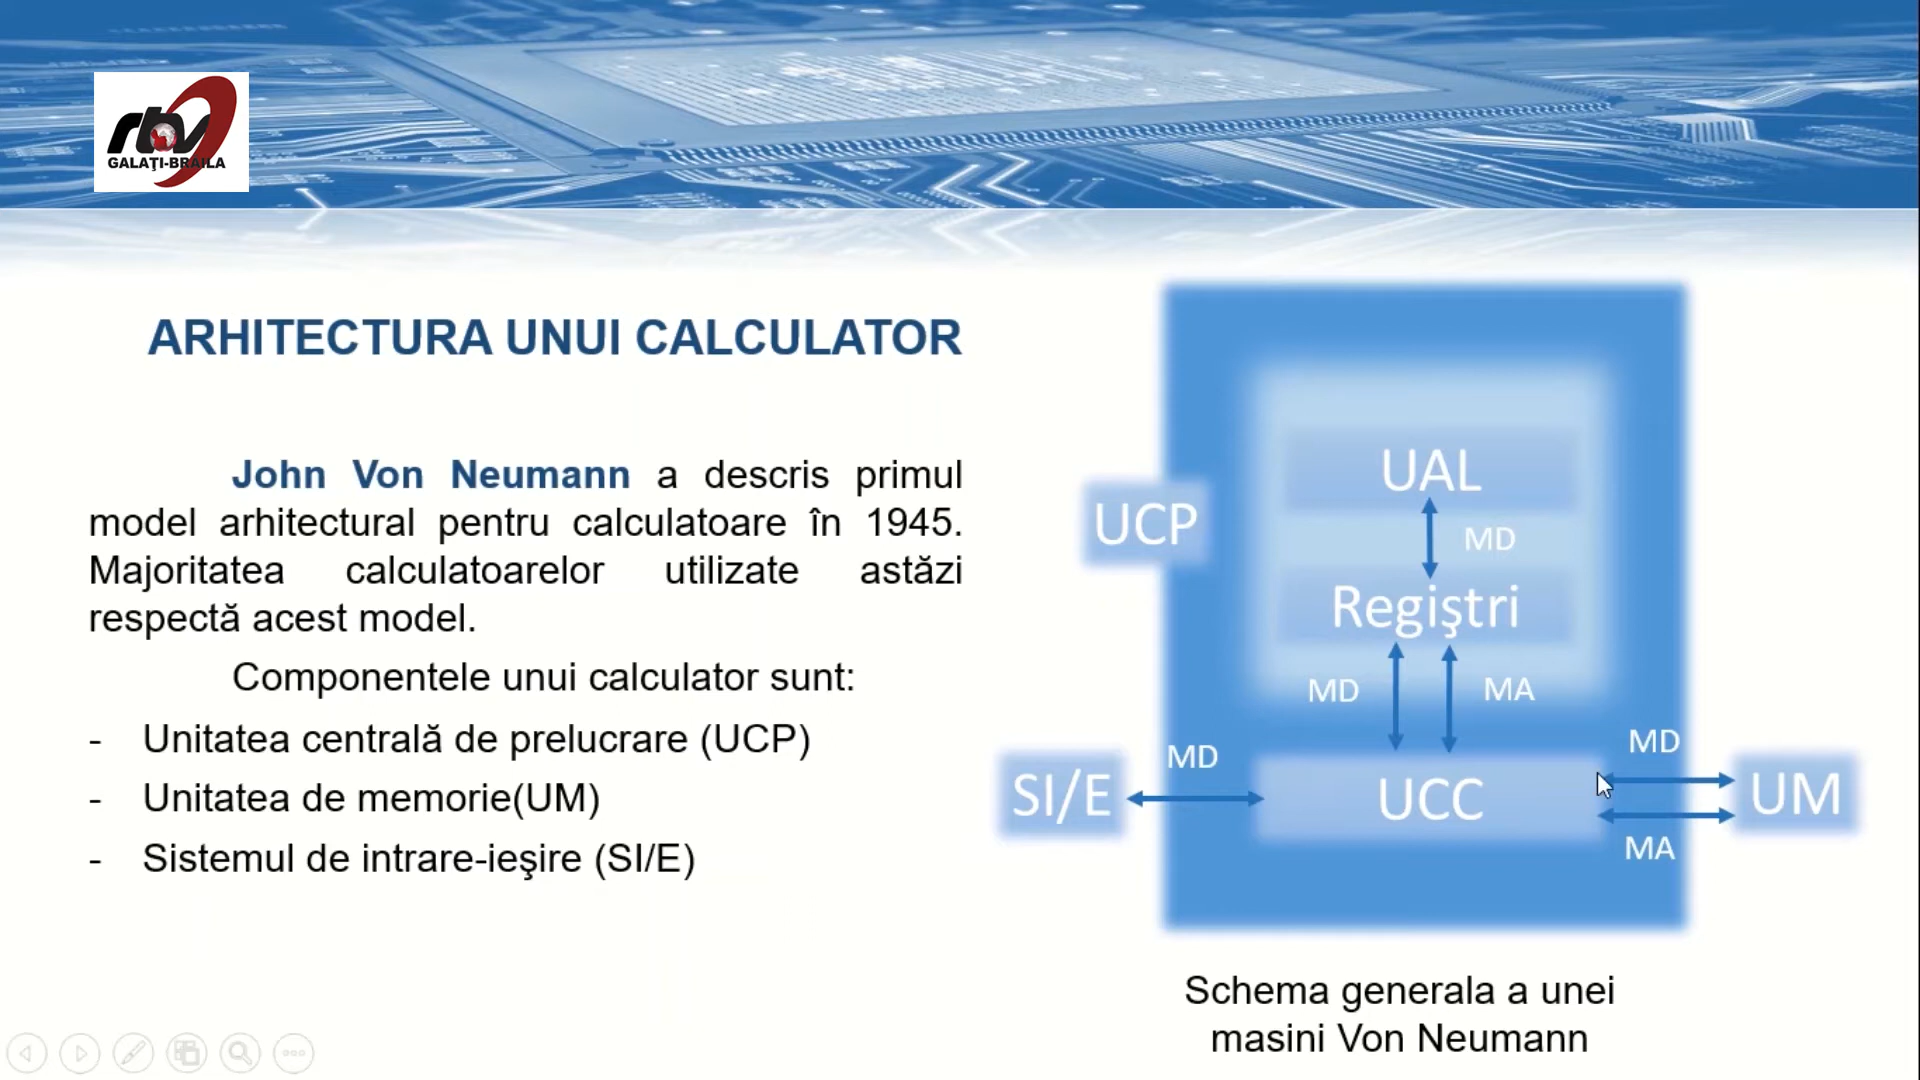 rtv
GALAŢI-BRAILA
ARHITECTURA UNUI CALCULATOR
John Von Neumann a descris primul
model arhitectural pentru calculatoare în 1945.
Majoritatea calculatoarelor utilizate astăzi
respectă acest model.
Componentele unui calculator sunt:
- Unitatea centrală de prelucrare (UCP)
- Unitatea de memorie(UM)
- Sistemul de intrare-ieşire (SI/E)
UAL
UCP
MD
Regiştri
MD
MA
MD
MD
SI/E
UCC
UM
MA
Schema generala a unei
masini Von Neumann